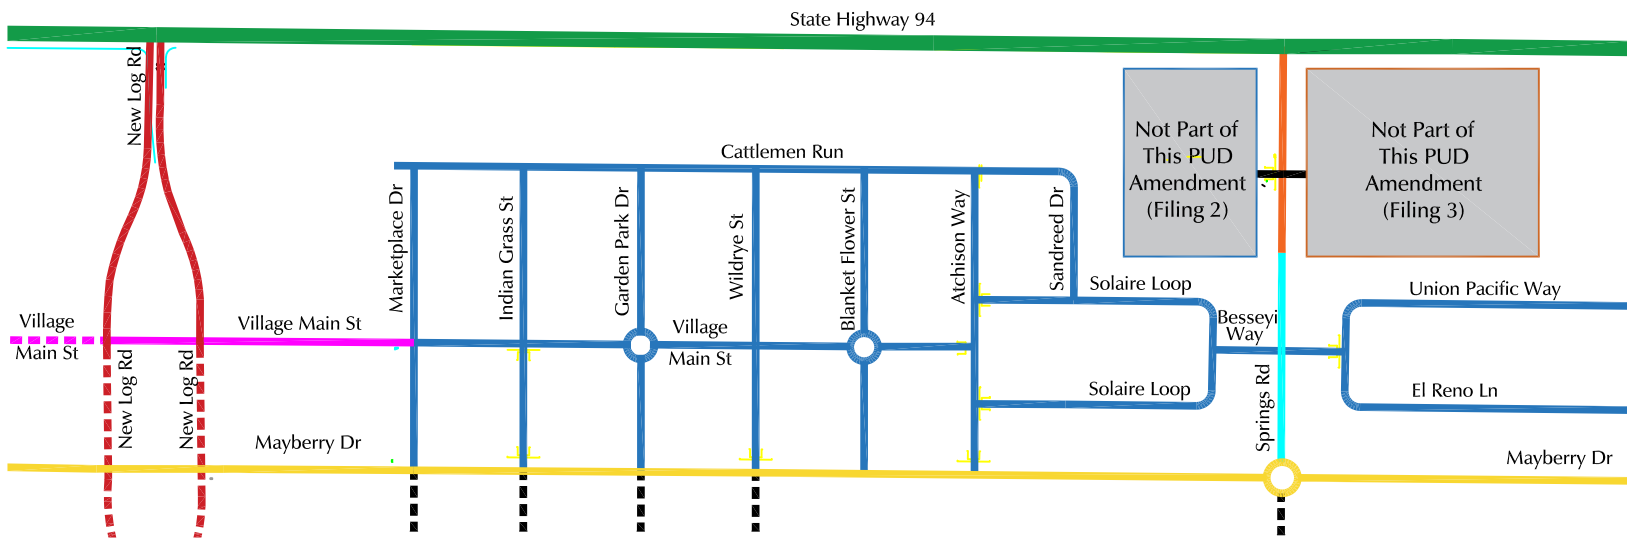 State Highway 94
New Log Rd
Not Part of
This PUD
Amendment
(Filing 2)
Not Part of
This PUD
Amendment
(Filing 3)
Cattlemen Run
Marketplace Dr
Indian Grass St
Garden Park Dr
Wildrye St
Blanket Flower St
Atchison Way
Sandreed Dr
Solaire Loop
Union Pacific Way
Village
Main St
Village Main St
Village
Main St
Besseyi
Way
New Log Rd
New Log Rd
Solaire Loop
Springs Rd
El Reno Ln
Mayberry Dr
Mayberry Dr